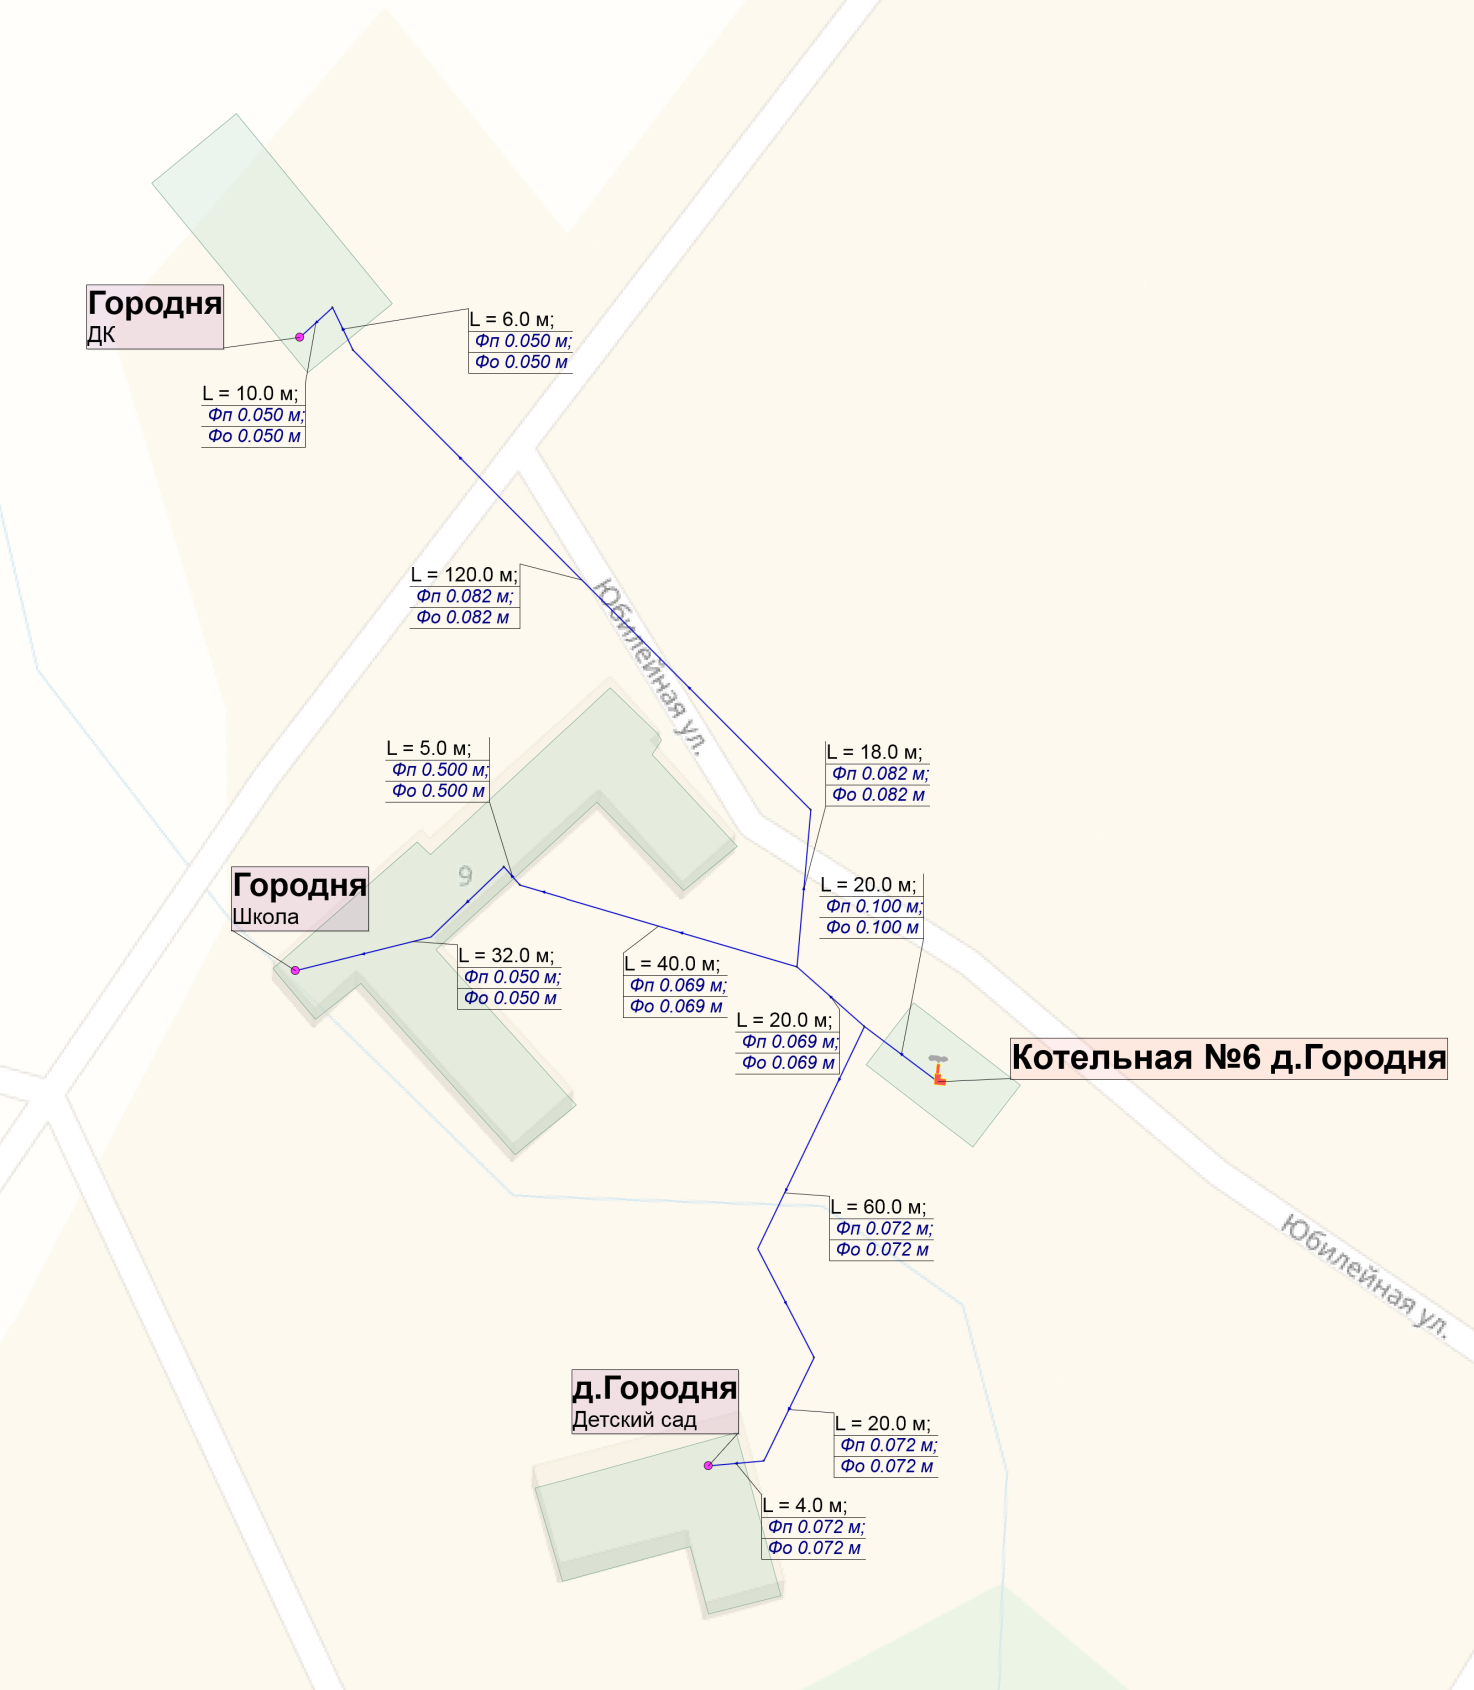 Городня
ДК
L = 6.0 м;
Фп 0.050 м;
Фо 0.050 м
L = 10.0 м;
Фп 0.050 м;
Фо 0.050 м
L = 120.0 м;
Фп 0.082 м;
Фо 0.082 м
Юбилейная ул.
L = 5.0 м;
Фп 0.500 м;
Фо 0.500 м
L = 18.0 м;
Фп 0.082 м;
Фо 0.082 м
9
Городня
Школа
L = 20.0 м;
Фп 0.100 м;
Фо 0.100 м
L = 32.0 м;
Фп 0.050 м;
Фо 0.050 м
L = 40.0 м;
Фп 0.069 м;
Фо 0.069 м
L = 20.0 м;
Фп 0.069 м;
Фо 0.069 м
Котельная №6 д.Городня
L = 60.0 м;
Фп 0.072 м;
Фо 0.072 м
Юбилейная ул.
д.Городня
Детский сад
L = 20.0 м;
Фп 0.072 м;
Фо 0.072 м
L = 4.0 м;
Фп 0.072 м;
Фо 0.072 м